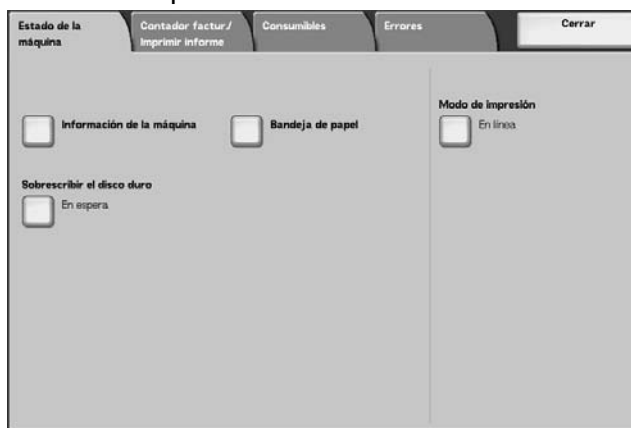 Estado de la
máquina
Contador factur./
Imprimir informe
Consumibles
Errores
Cerrar
Información de la máquina
Bandeja de papel
Modo de impresión
En línea
Sobrescribir el disco duro
En espera